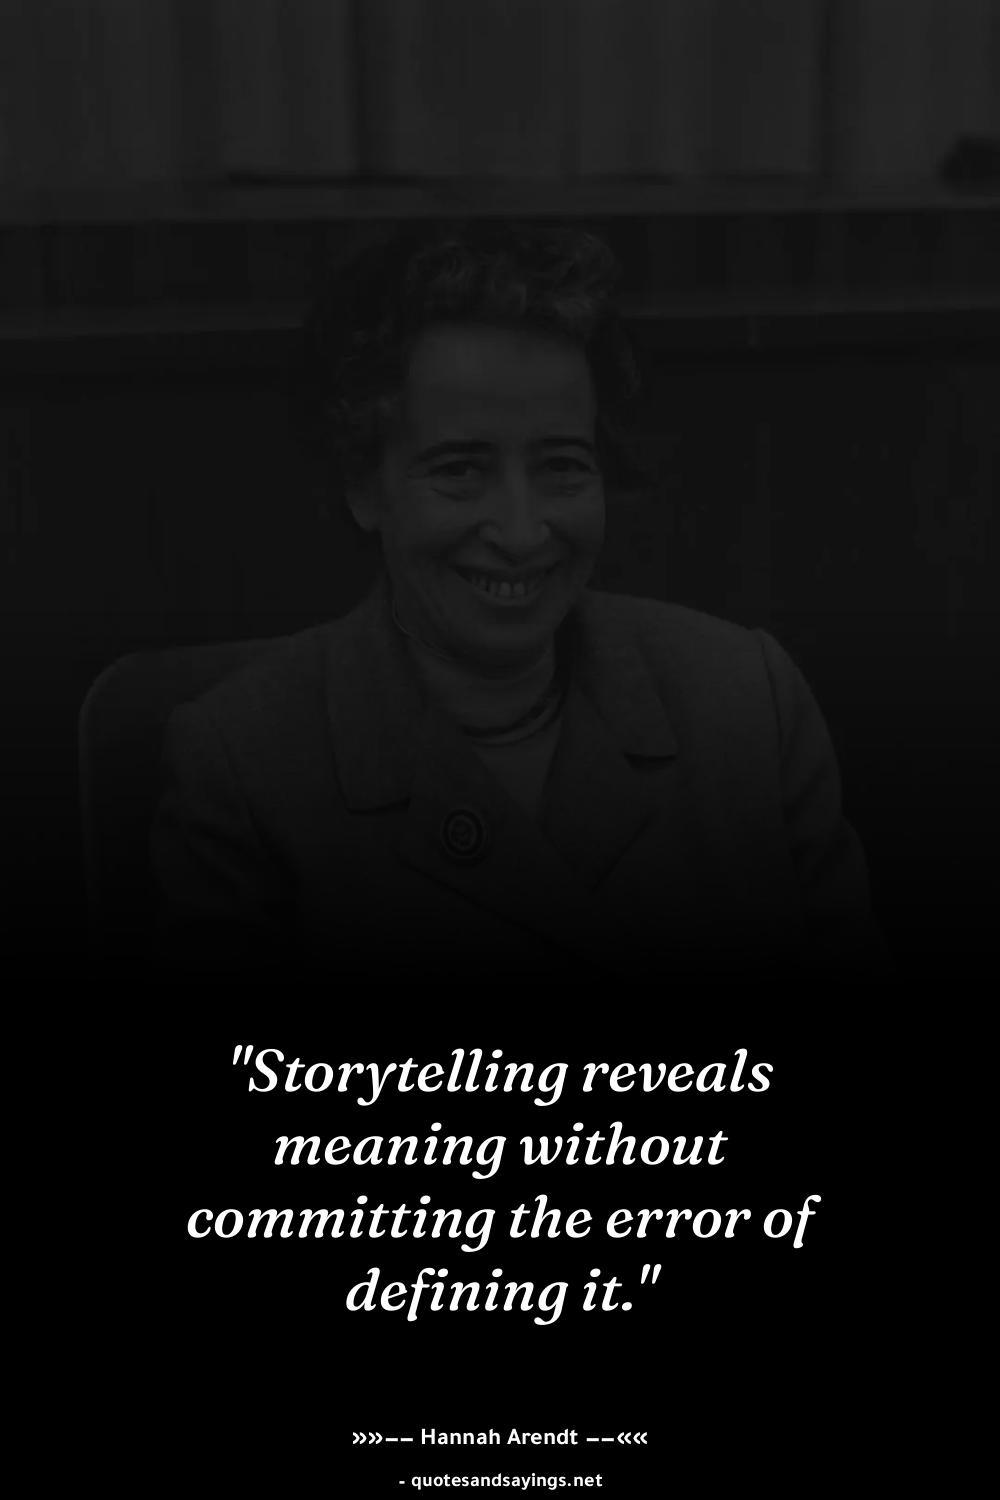 "Storytelling reveals
meaning without
committing the error of
defining it."
»»−− Hannah Arendt −−««
- quotesandsayings.net